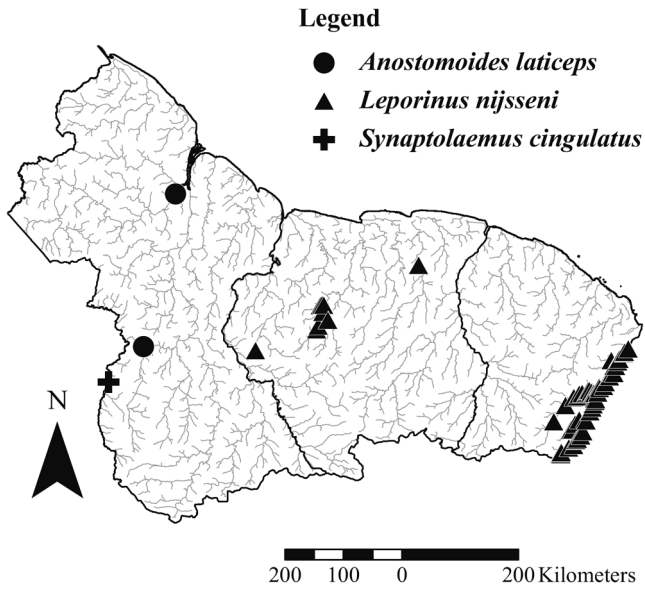 Legend
Anostomoides laticeps
Leporinus nijsseni
Synaptolaemus cingulatus
N
200 100 0 200 Kilometers